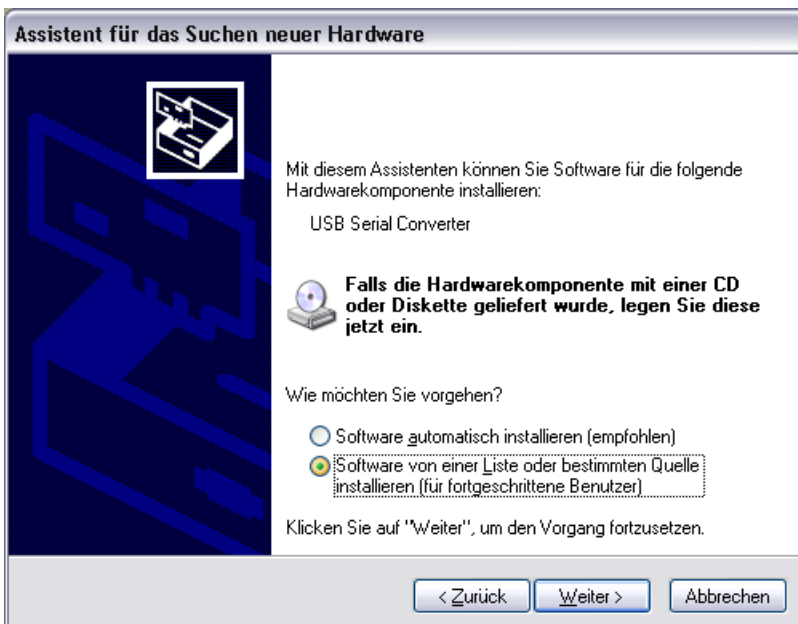 Assistent für das Suchen neuer Hardware
Mit diesem Assistenten können Sie Software für die folgende
Hardwarekomponente installieren:
USB Serial Converter
Falls die Hardwarekomponente mit einer CD
oder Diskette geliefert wurde, legen Sie diese
jetzt ein.
Wie möchten Sie vorgehen?
Software automatisch installieren (empfohlen)
Software von einer Liste oder bestimmten Quelle
installieren (für fortgeschrittene Benutzer)
Klicken Sie auf "Weiter", um den Vorgang fortzusetzen.
< Zurück Weiter > Abbrechen